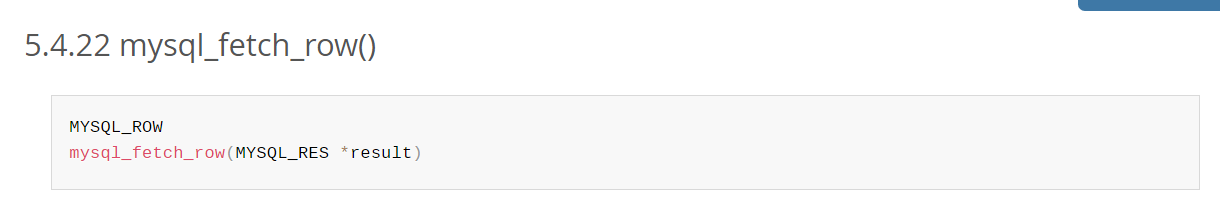 5.4.22 mysql_fetch_row()
MYSQL_ROW
mysql_fetch_row(MYSQL_RES *result)